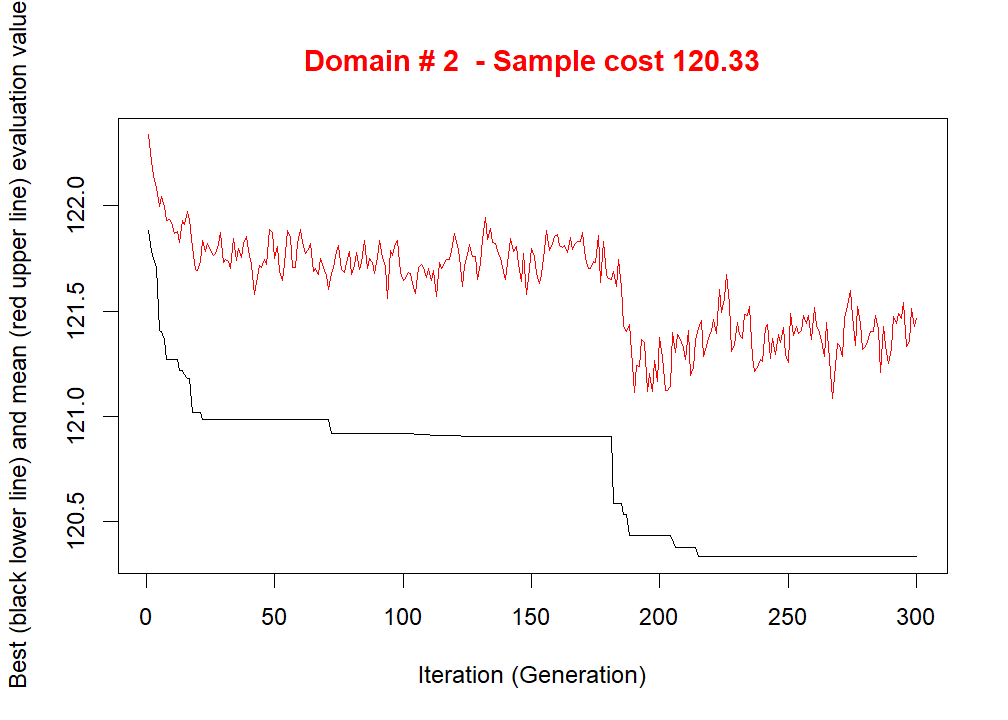 Domain # 2  - Sample cost 120.33
Best (black lower line) and mean (red upper line) evaluation value
122.0
121.5
121.0
120.5
0 50 100 150 200 250 300
Iteration (Generation)